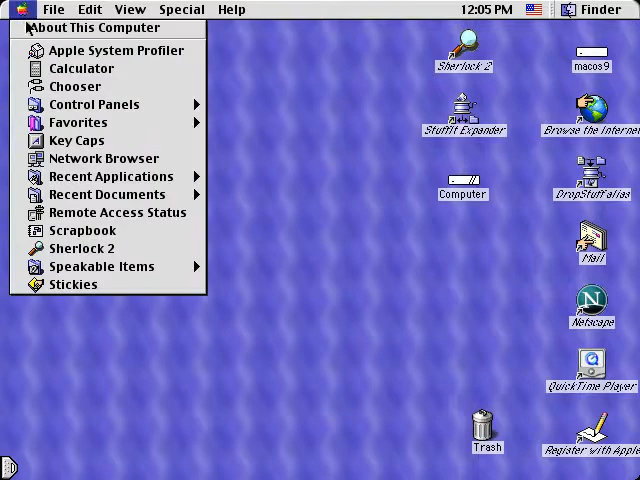 File Edit View Special Help 12:05 PM Finder
About This Computer
Apple System Profiler
Calculator
Chooser
Control Panels
Favorites
Key Caps
Network Browser
Recent Applications
Recent Documents
Remote Access Status
Scrapbook
Sherlock 2
Speakable Items
Stickies
Sherlock 2
macos9
StuffIt Expander
Browse the Internet
Computer
DropStuff alias
Mail
Netscape
QuickTime Player
Trash
Register with Apple